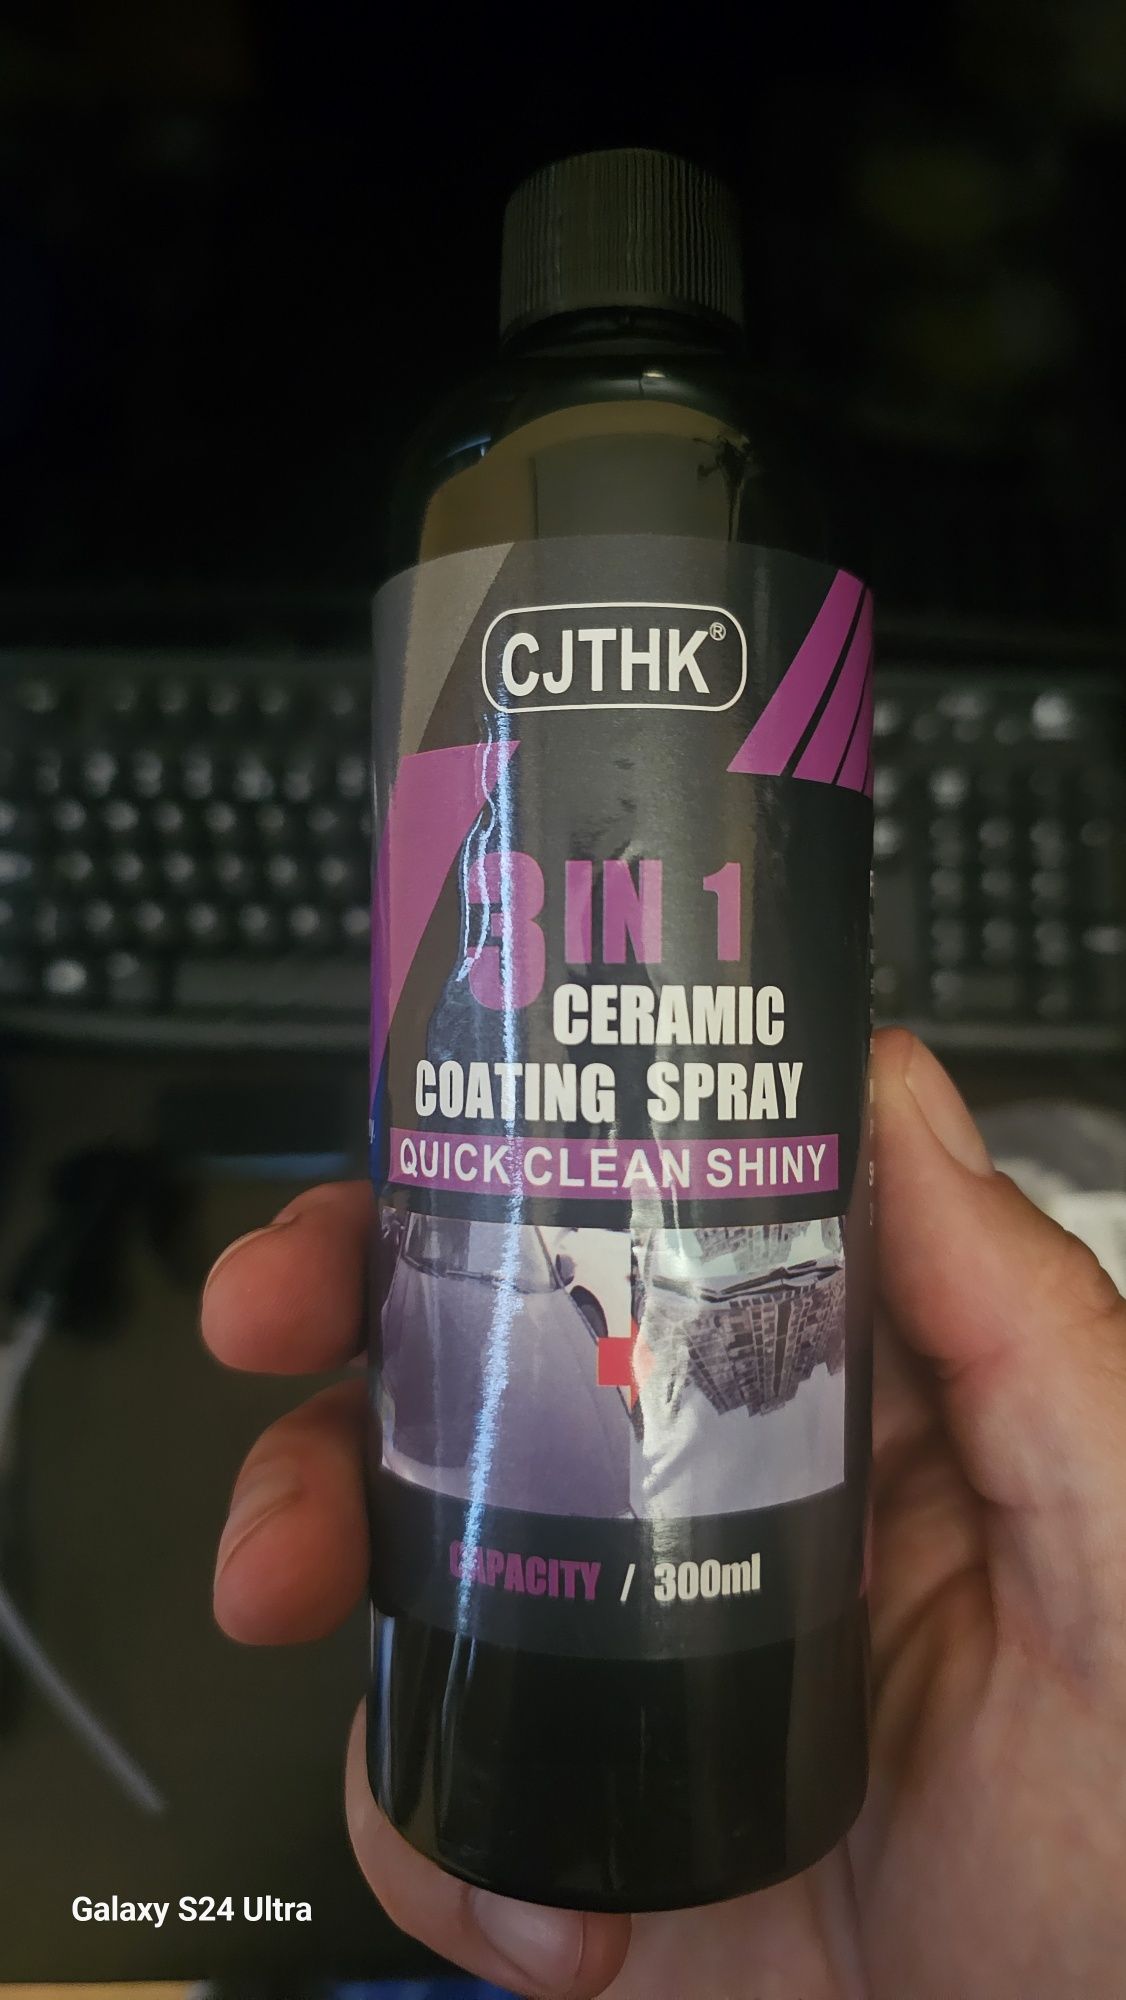 CJTHK®
3 IN 1
CERAMIC
COATING SPRAY
QUICK CLEAN SHINY
CAPACITY / 300ml
Galaxy S24 Ultra